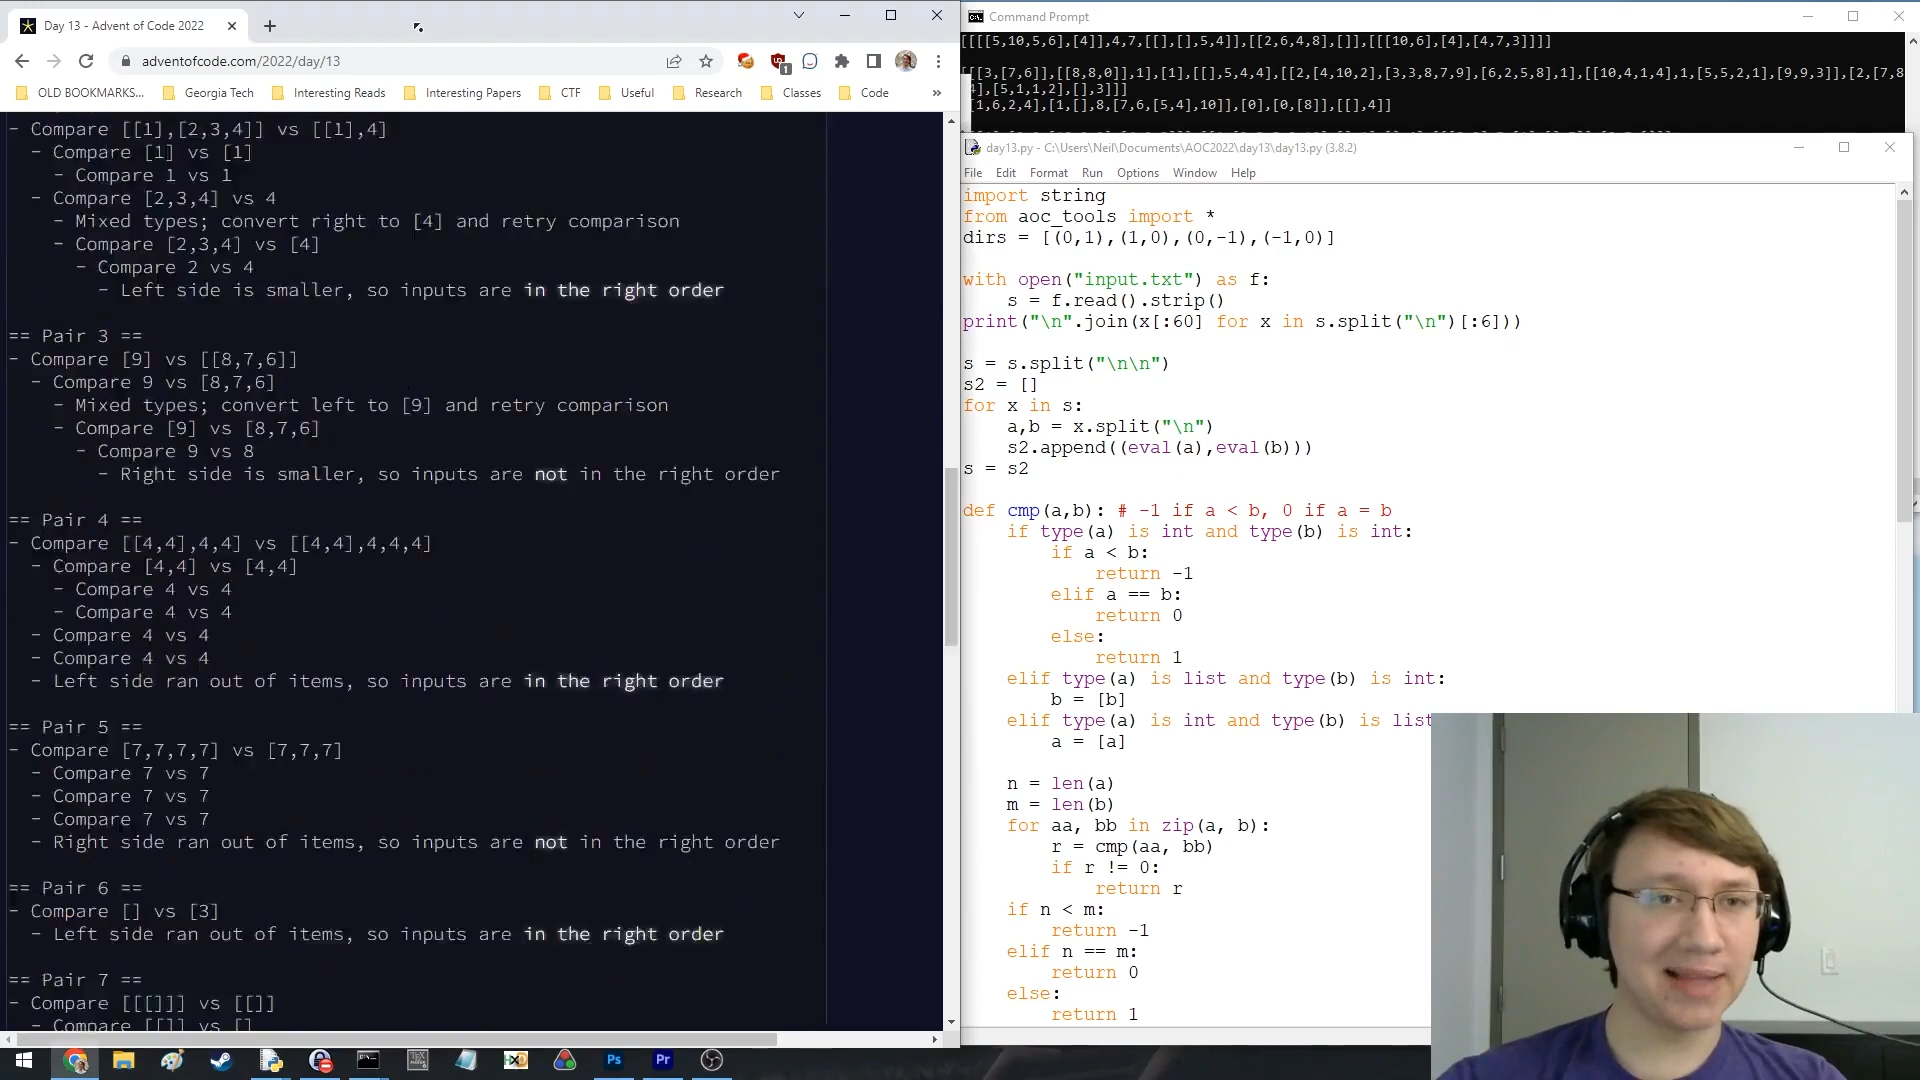 Day 13 - Advent of Code 2022
adventofcode.com/2022/day/13
1
OLD BOOKMARKS...
Georgia Tech
Interesting Reads
Interesting Papers
CTF
Useful
Research
Classes
Code
»
- Compare [[1],[2,3,4]] vs [[1],4]
- Compare [1] vs [1]
- Compare 1 vs 1
- Compare [2,3,4] vs 4
- Mixed types; convert right to [4] and retry comparison
- Compare [2,3,4] vs [4]
- Compare 2 vs 4
- Left side is smaller, so inputs are in the right order
== Pair 3 ==
- Compare [9] vs [[8,7,6]]
- Compare 9 vs [8,7,6]
- Mixed types; convert left to [9] and retry comparison
- Compare [9] vs [8,7,6]
- Compare 9 vs 8
- Right side is smaller, so inputs are not in the right order
== Pair 4 ==
- Compare [[4,4],4,4] vs [[4,4],4,4,4]
- Compare [4,4] vs [4,4]
- Compare 4 vs 4
- Compare 4 vs 4
- Compare 4 vs 4
- Compare 4 vs 4
- Left side ran out of items, so inputs are in the right order
== Pair 5 ==
- Compare [7,7,7,7] vs [7,7,7]
- Compare 7 vs 7
- Compare 7 vs 7
- Compare 7 vs 7
- Right side ran out of items, so inputs are not in the right order
== Pair 6 ==
- Compare [] vs [3]
- Left side ran out of items, so inputs are in the right order
== Pair 7 ==
- Compare [[[]]] vs [[]]
- Compare [[]] vs []
Command Prompt
[[[[5,10,5,6],[4]],4,7,[[],[],5,4]],[[2,6,4,8],[]],[[[10,6],[4],[4,7,3]]]]
[[3,[7,6]],[[8,8,0]],1],[1],[[],5,4,4],[[2,[4,10,2],[3,3,8,7,9],[6,2,5,8],1],[[10,4,1,4],1,[5,5,2,1],[9,9,3]],[2,[7,8
4],[5,1,1,2],[],3]]]
[1,6,2,4],[1,[],8,[7,6,[5,4],10]],[0],[0,[8]],[[],4]]
day13.py - C:\Users\Neil\Documents\AOC2022\day13\day13.py (3.8.2)
File Edit Format Run Options Window Help
import string
from aoc_tools import *
dirs = [(0,1),(1,0),(0,-1),(-1,0)]
with open("input.txt") as f:
s = f.read().strip()
print("\n".join(x[:60] for x in s.split("\n")[:6]))
s = s.split("\n\n")
s2 = []
for x in s:
a,b = x.split("\n")
s2.append((eval(a),eval(b)))
s = s2
def cmp(a,b): # -1 if a < b, 0 if a = b
if type(a) is int and type(b) is int:
if a < b:
return -1
elif a == b:
return 0
else:
return 1
elif type(a) is list and type(b) is int:
b = [b]
elif type(a) is int and type(b) is list
a = [a]
n = len(a)
m = len(b)
for aa, bb in zip(a, b):
r = cmp(aa, bb)
if r != 0:
return r
if n < m:
return -1
elif n == m:
return 0
else:
return 1
Ps
Pr